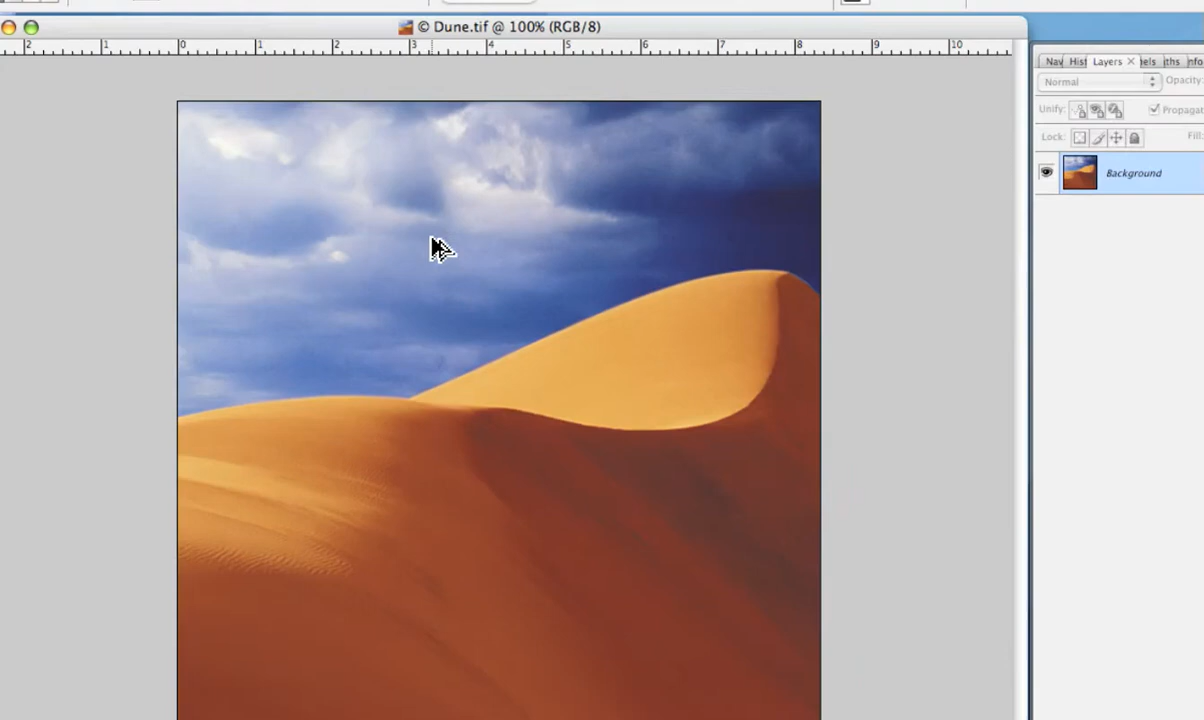 © Dune.tif @ 100% (RGB/8)
2 1 0 1 2 3 4 5 6 7 8 9 10
Nav Hist Layers × els ths nfo
Normal Opacity:
Unify: Propagat
Lock: Fill:
Background